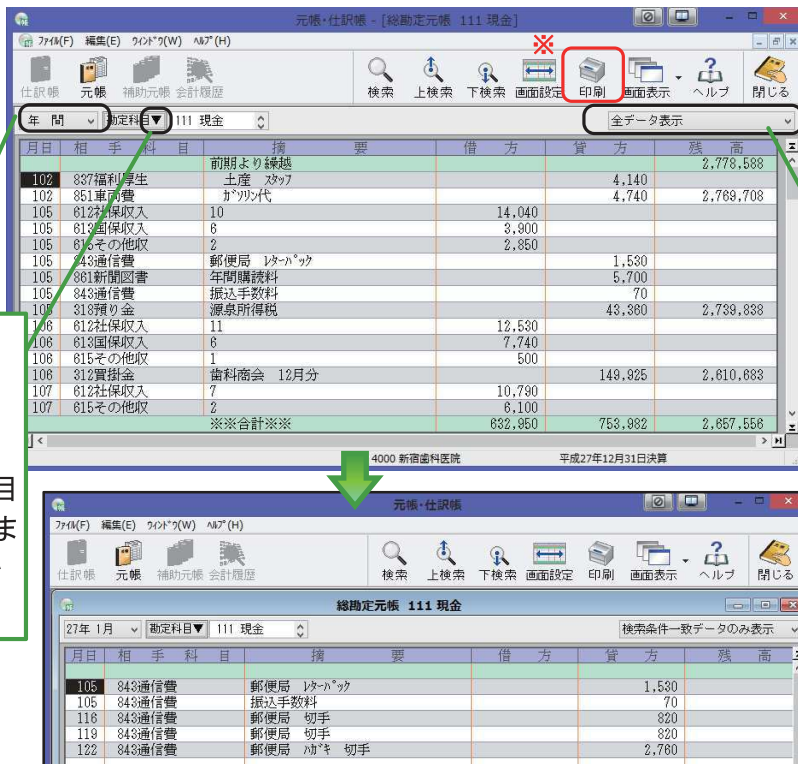 元帳・仕訳帳 - [総勘定元帳 111 現金]
ファイル(F) 編集(E) ウィンドウ(W) ヘルプ(H)
※
仕訳帳 元帳 補助元帳 会計履歴 検索 上検索 下検索 画面設定 印刷 画面表示 ヘルプ 閉じる
年 間 勘定科目▼ 111 現金 全データ表示
月日 相 手 科 目 摘 要 借 方 貸 方 残 高
前期より繰越 2,778,588
102 837福利厚生 土産 スタッフ 4,140
102 851車両費 ガソリン代 4,740 2,769,708
105 612社保収入 10 14,040
105 613国保収入 6 3,900
105 615その他収 2 2,850
105 843通信費 郵便局 レターパック 1,530
105 861新聞図書 年間購読料 5,700
105 843通信費 振込手数料 70
105 318預り金 源泉所得税 43,360 2,739,838
106 612社保収入 11 12,530
106 613国保収入 6 7,740
106 615その他収 1 500
106 312買掛金 歯科商会 12月分 149,925 2,610,683
107 612社保収入 7 10,790
107 615その他収 2 6,100
※※合計※※ 632,950 753,982 2,657,556
4000 新宿歯科医院 平成27年12月31日決算
目
ま
元帳・仕訳帳
ファイル(F) 編集(E) ウィンドウ(W) ヘルプ(H)
仕訳帳 元帳 補助元帳 会計履歴 検索 上検索 下検索 画面設定 印刷 画面表示 ヘルプ 閉じる
総勘定元帳 111 現金
27年 1月 勘定科目▼ 111 現金 検索条件一致データのみ表示
月日 相 手 科 目 摘 要 借 方 貸 方 残 高
105 843通信費 郵便局 レターパック 1,530
105 843通信費 振込手数料 70
116 843通信費 郵便局 切手 820
119 843通信費 郵便局 切手 820
122 843通信費 郵便局 ハガキ 切手 2,760